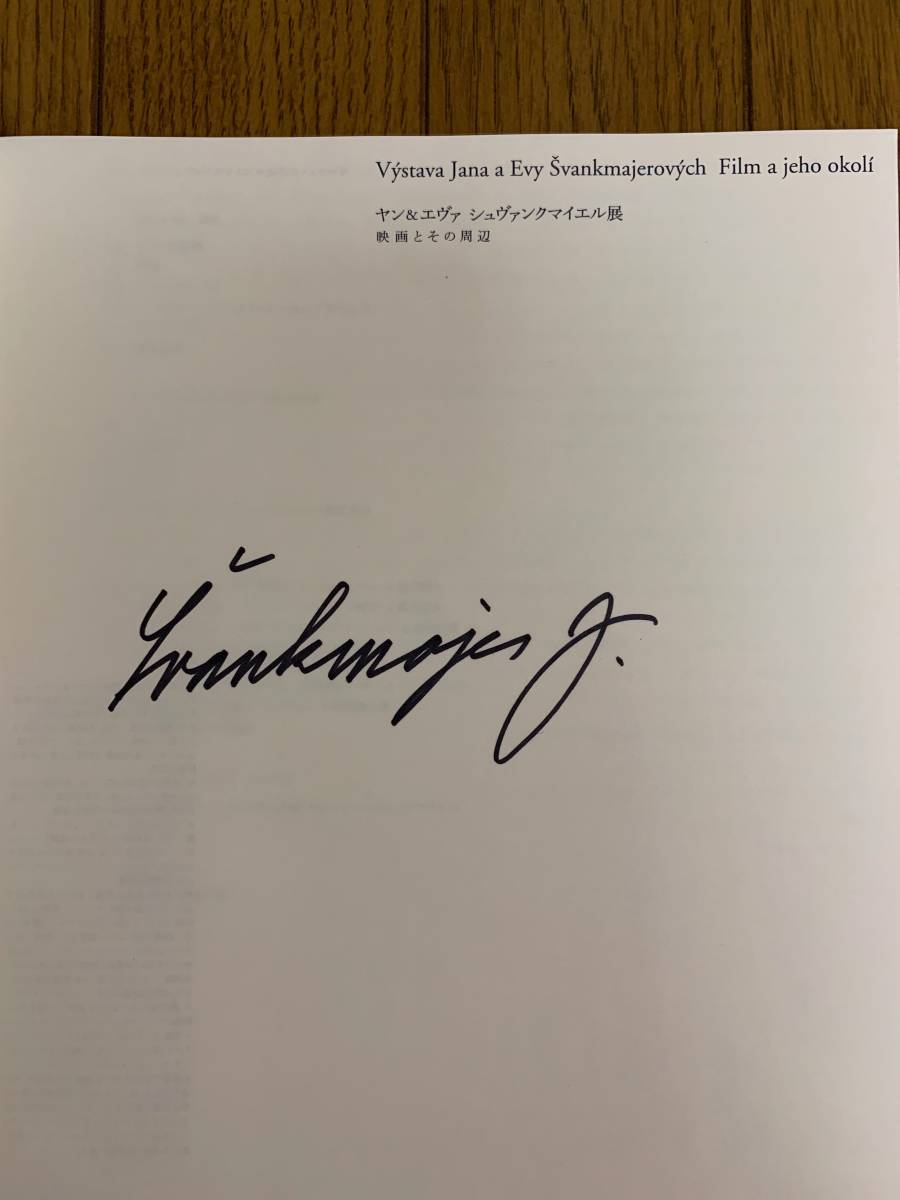 Výstava Jana a Evy Švankmajerových Film a jeho okolí
ヤン&エヴァ シュヴァンクマイエル展
映画とその周辺
Švankmajer J.